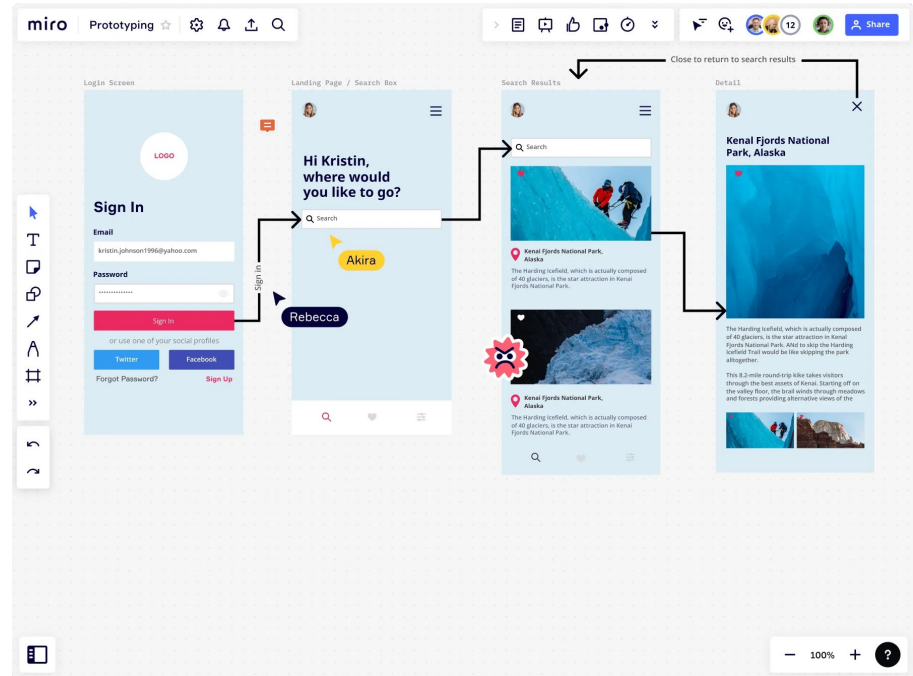 miro
Prototyping
12
Share
Close to return to search results
Login Screen
LOGO
Sign In
Email
kristin.johnson1996@yahoo.com
Password
Sign In
or use one of your social profiles
Twitter
Facebook
Forgot Password?
Sign Up
Sign in
Rebecca
Landing Page / Search Box
Hi Kristin,
where would
you like to go?
Search
Akira
Search Results
Search
Kenai Fjords National Park,
Alaska
The Harding Icefield, which is actually composed
of 40 glaciers, is the star attraction in Kenai
Fjords National Park.
Kenai Fjords National Park,
Alaska
The Harding Icefield, which is actually composed
of 40 glaciers, is the star attraction in Kenai
Fjords National Park.
Detail
Kenal Fjords National
Park, Alaska
The Harding Icefield, which is actually composed
of 40 glaciers, is the star attraction in Kenai
Fjords National Park. ANd to skip the Harding
Icefield Trail would be like skipping the park
alltogether.
This 8.2-mile round-trip kike takes visitors
through the best assets of Kenai. Starting off on
the valley floor, the brail winds through meadows
and forests providing alternative views of the
100%
?